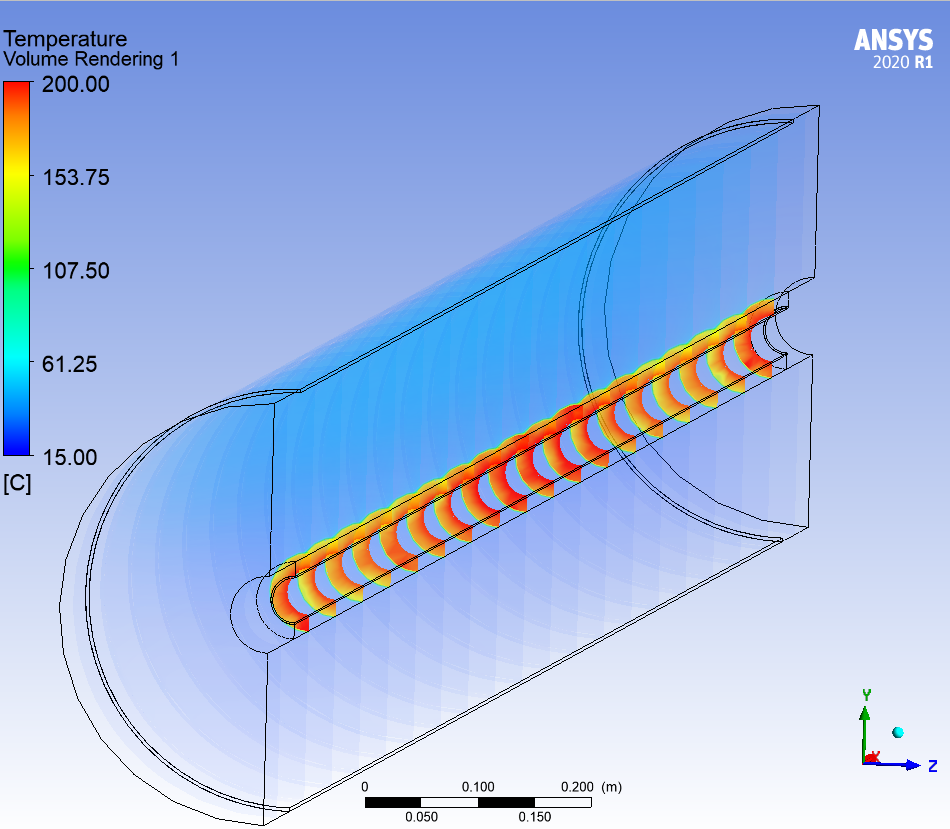 Temperature
Volume Rendering 1
ANSYS
2020 R1
200.00
153.75
107.50
61.25
15.00
[C]
Y
X
Z
0 0.100 0.200 (m)
0.050 0.150